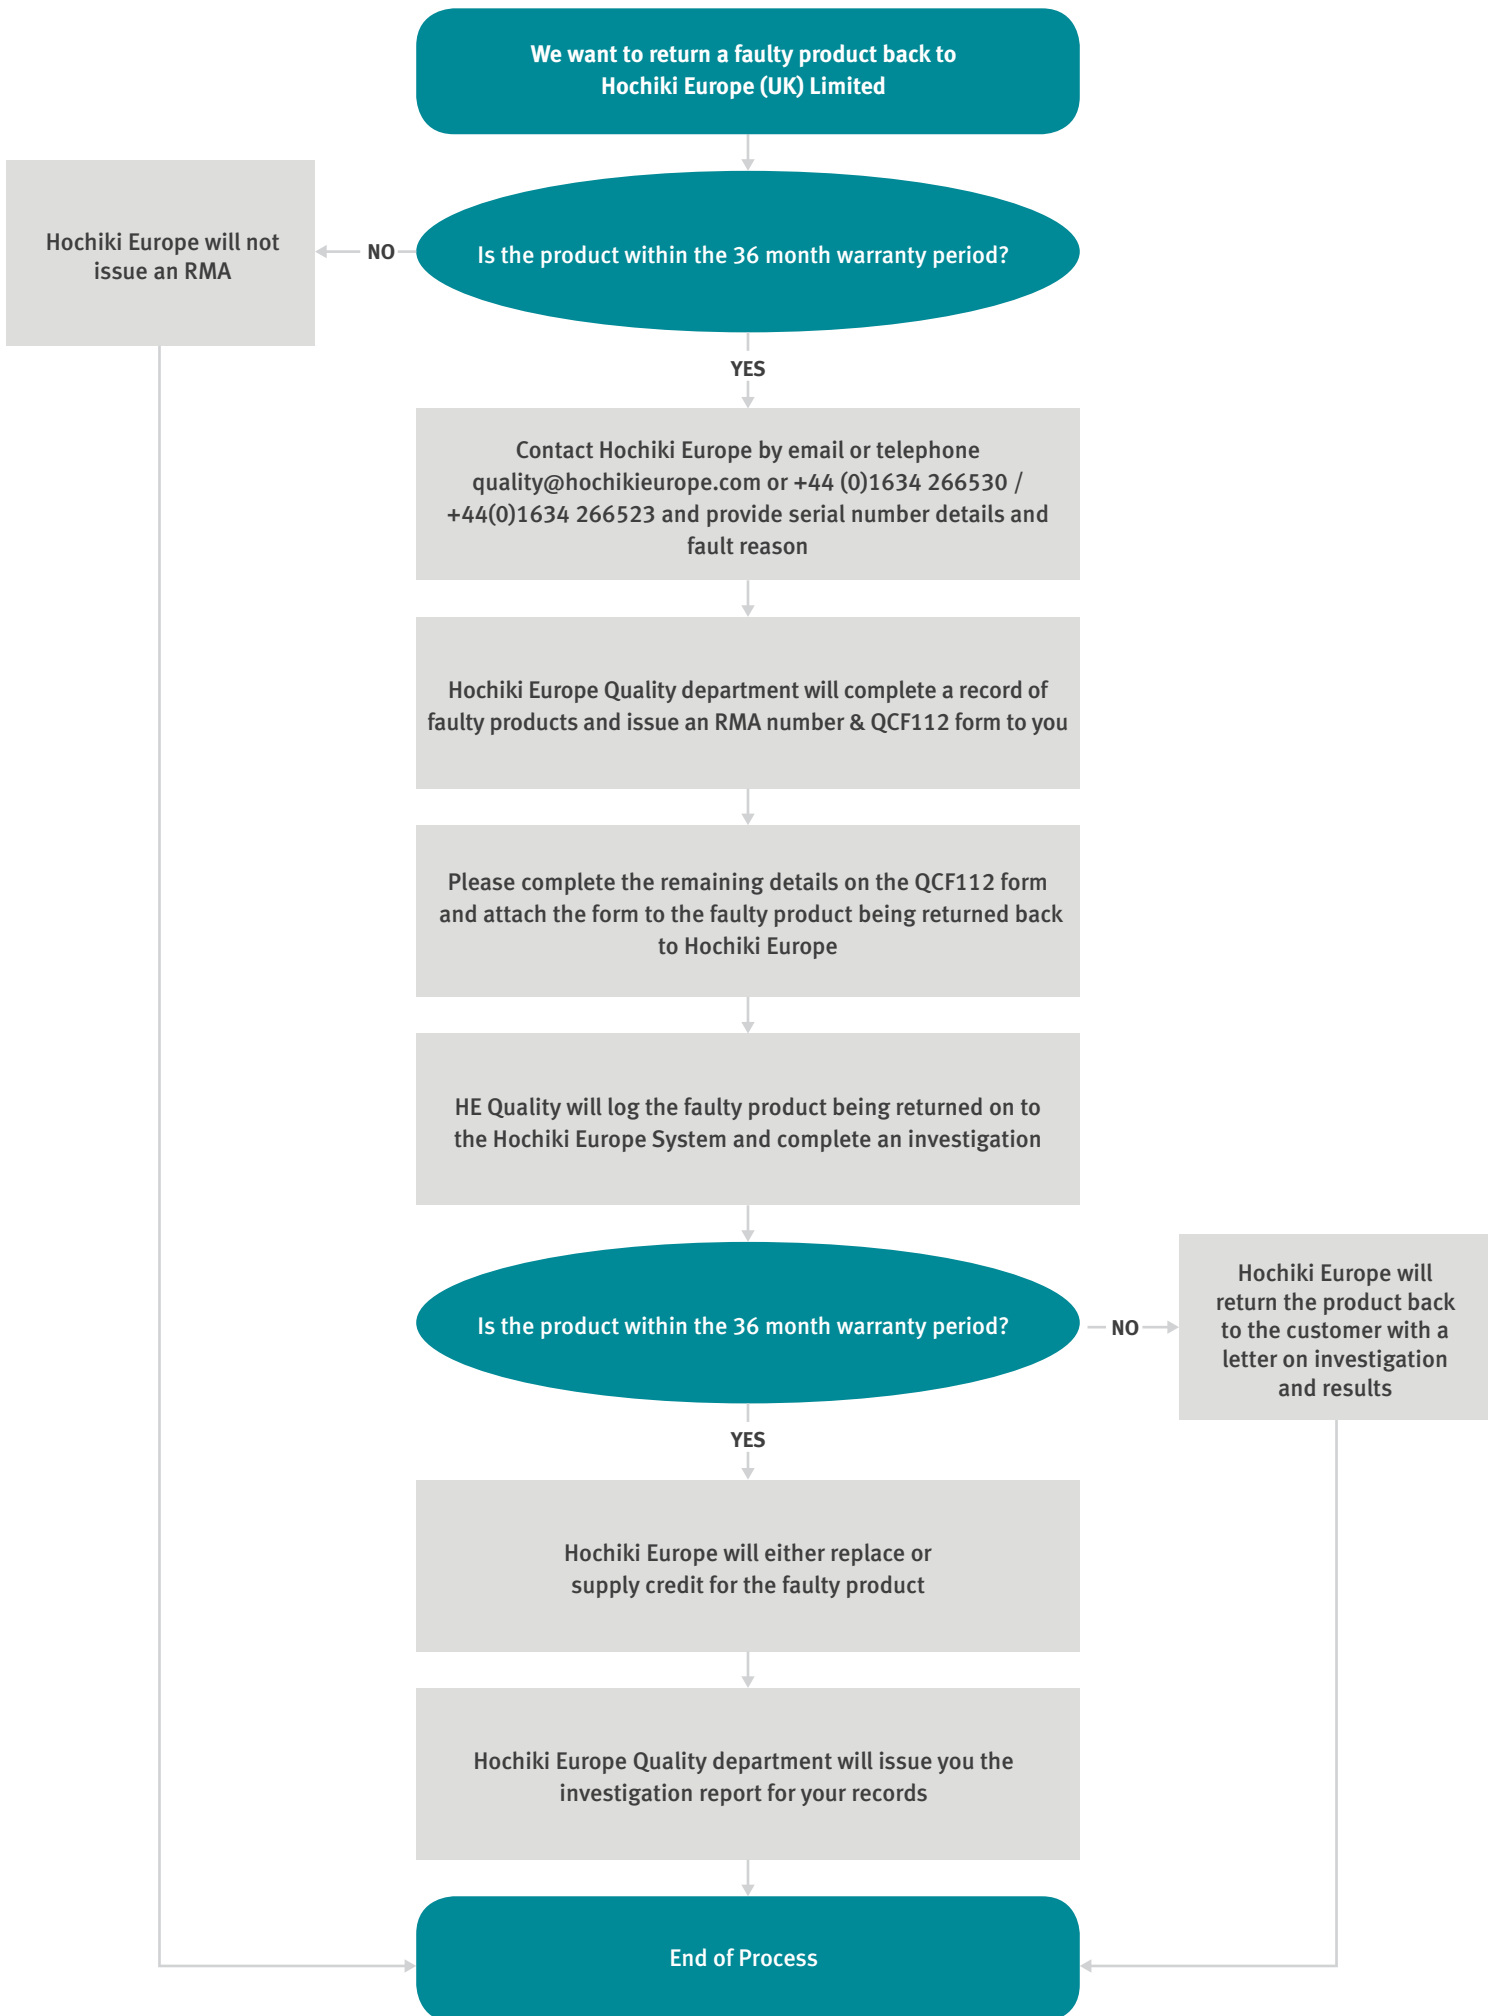 We want to return a faulty product back to
Hochiki Europe (UK) Limited
Is the product within the 36 month warranty period?
NO
Hochiki Europe will not
issue an RMA
YES
Contact Hochiki Europe by email or telephone
quality@hochikieurope.com or +44 (0)1634 266530 /
+44(0)1634 266523 and provide serial number details and
fault reason
Hochiki Europe Quality department will complete a record of
faulty products and issue an RMA number & QCF112 form to you
Please complete the remaining details on the QCF112 form
and attach the form to the faulty product being returned back
to Hochiki Europe
HE Quality will log the faulty product being returned on to
the Hochiki Europe System and complete an investigation
Is the product within the 36 month warranty period?
NO
Hochiki Europe will
return the product back
to the customer with a
letter on investigation
and results
YES
Hochiki Europe will either replace or
supply credit for the faulty product
Hochiki Europe Quality department will issue you the
investigation report for your records
End of Process